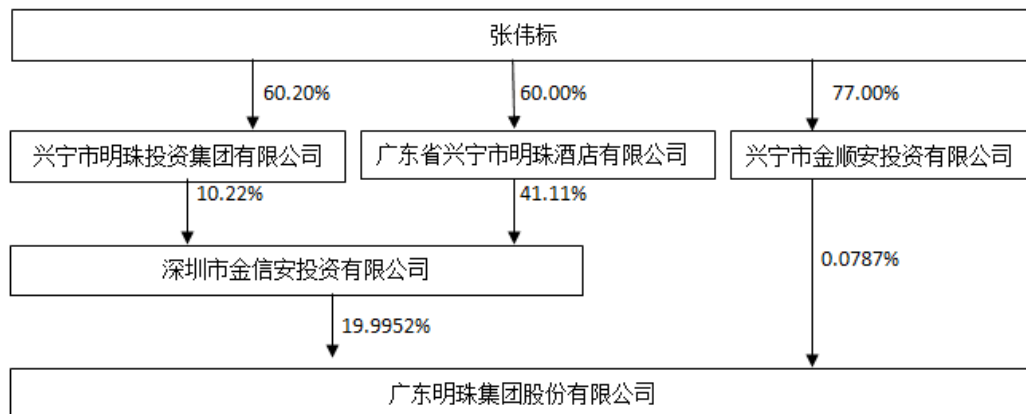 张伟标
60.20%
60.00%
77.00%
兴宁市明珠投资集团有限公司
广东省兴宁市明珠酒店有限公司
兴宁市金顺安投资有限公司
10.22%
41.11%
深圳市金信安投资有限公司
0.0787%
19.9952%
广东明珠集团股份有限公司